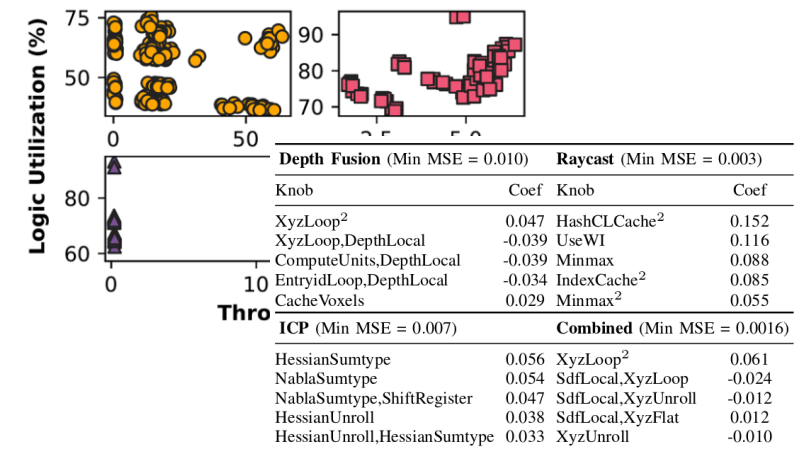 Logic Utilization (%)
75
50
0
50
90
80
70
80
60
0
10
Thro
Depth Fusion (Min MSE = 0.010) Raycast (Min MSE = 0.003)
Knob Coef Knob Coef
XyzLoop² 0.047 HashCLCache² 0.152
XyzLoop,DepthLocal -0.039 UseWI 0.116
ComputeUnits,DepthLocal -0.039 Minmax 0.088
EntryidLoop,DepthLocal -0.034 IndexCache² 0.085
CacheVoxels 0.029 Minmax² 0.055
ICP (Min MSE = 0.007) Combined (Min MSE = 0.0016)
HessianSumtype 0.056 XyzLoop² 0.061
NablaSumtype 0.054 SdfLocal,XyzLoop -0.024
NablaSumtype,ShiftRegister 0.047 SdfLocal,XyzUnroll -0.012
HessianUnroll 0.038 SdfLocal,XyzFlat 0.012
HessianUnroll,HessianSumtype 0.033 XyzUnroll -0.010